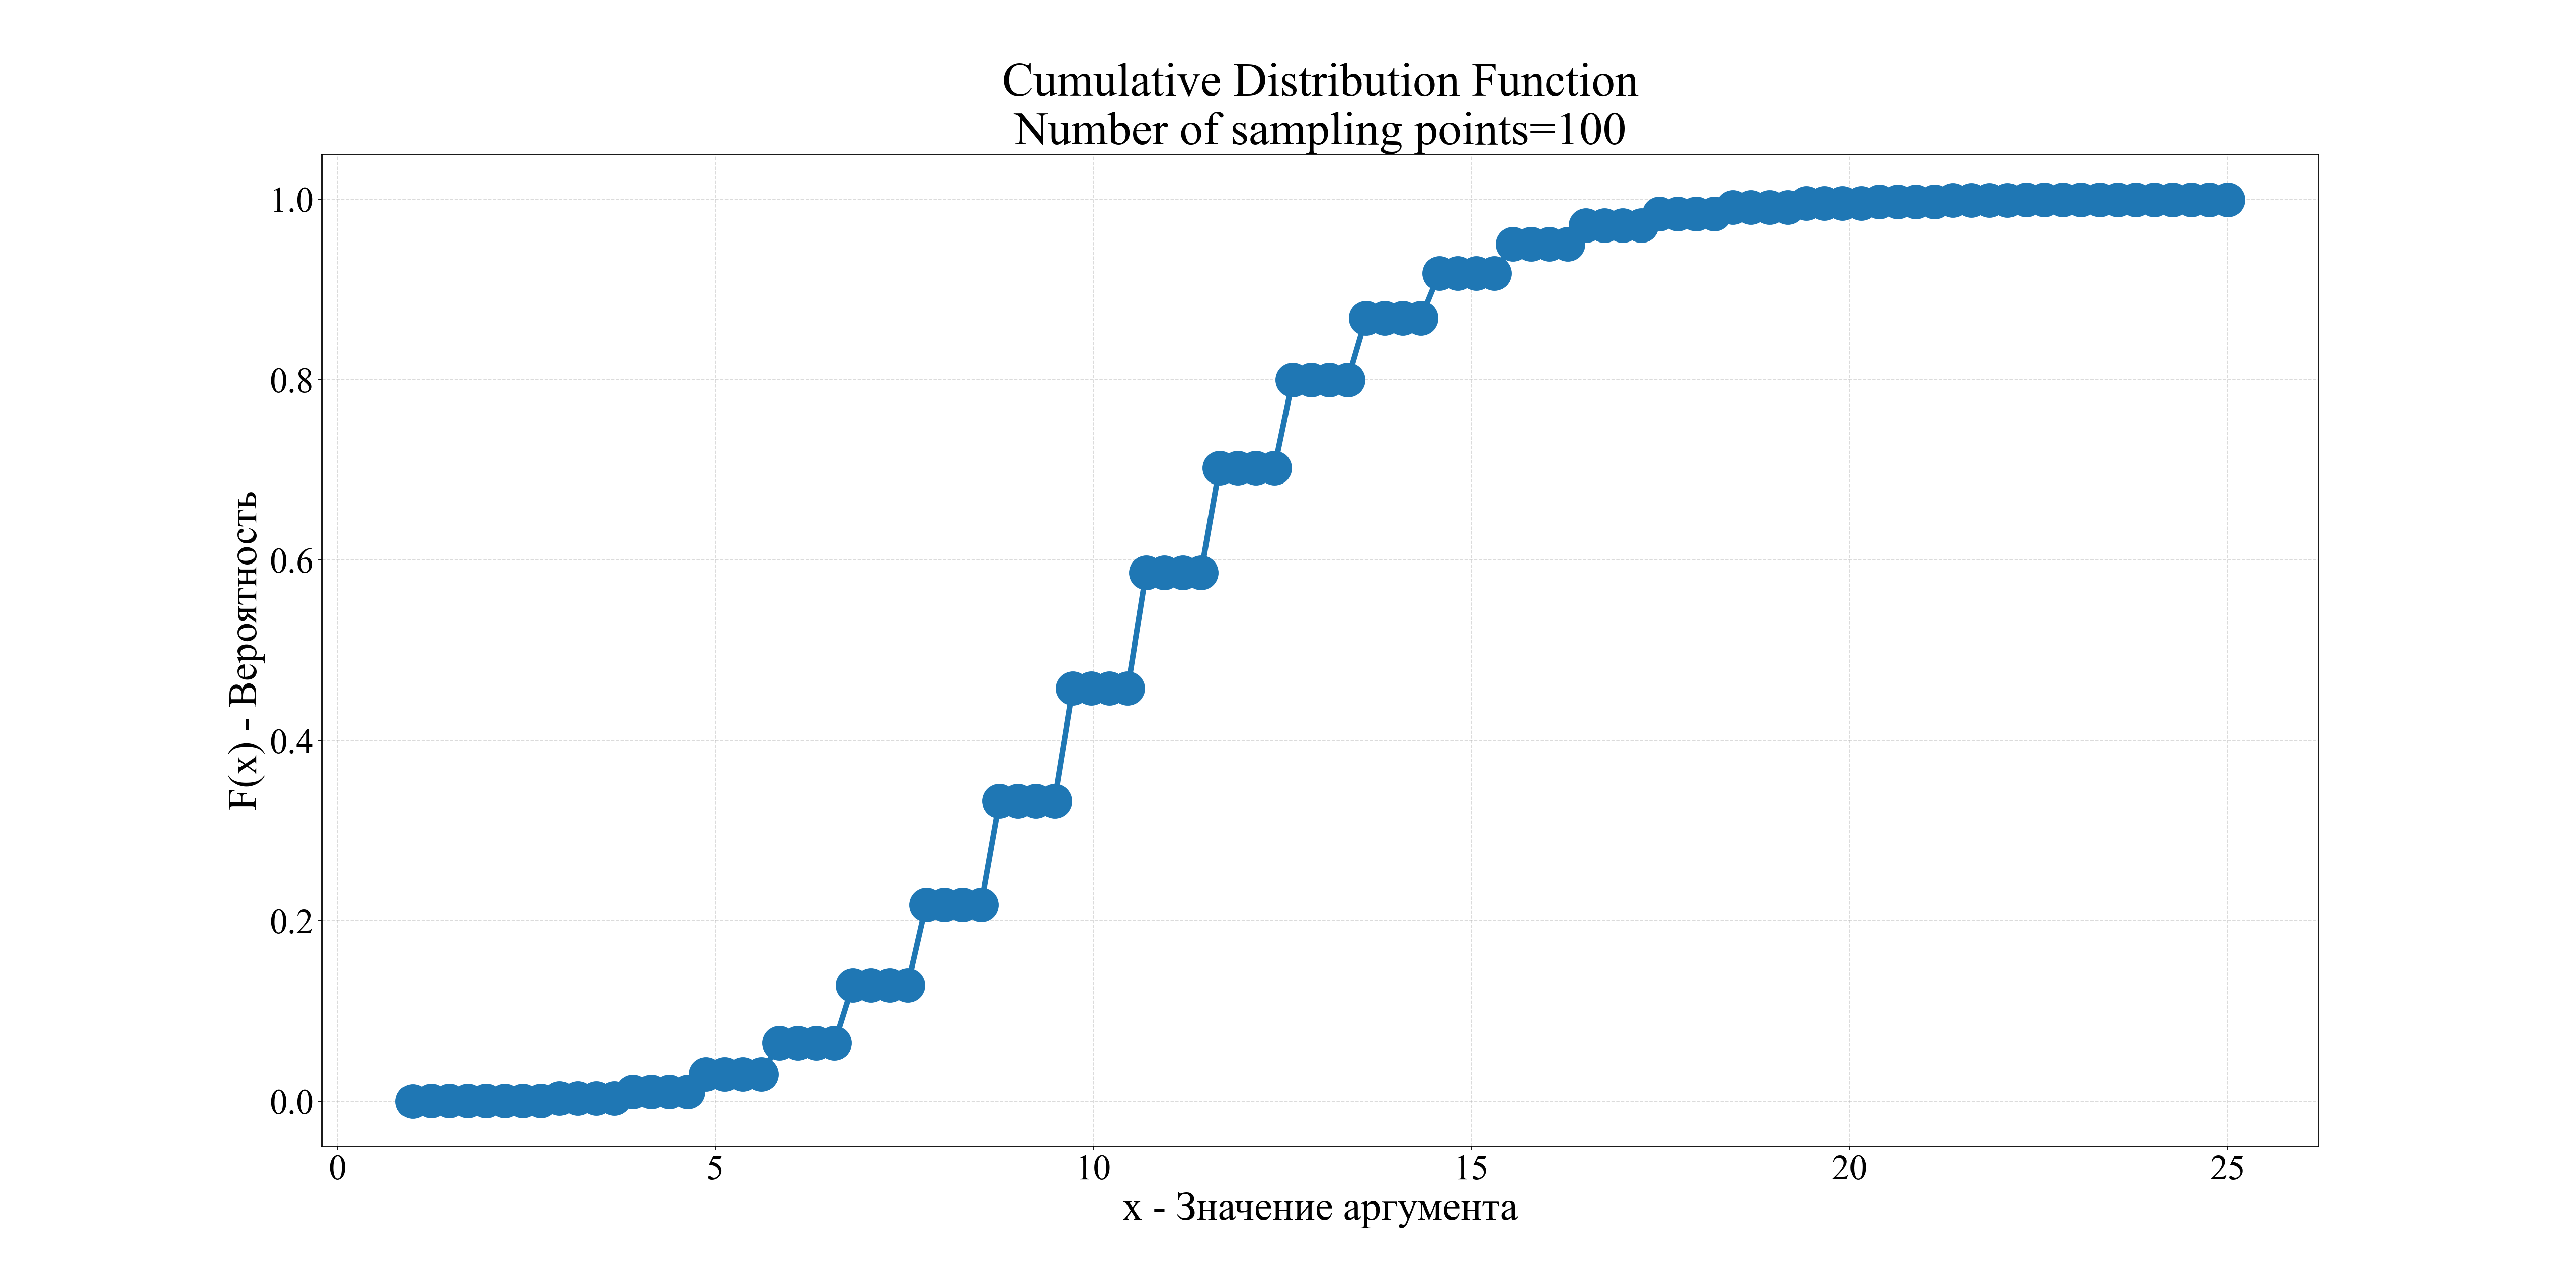 Cumulative Distribution Function
Number of sampling points=100
1.0
0.8
0.6
0.4
0.2
0.0
F(x) - Вероятность
0 5 10 15 20 25
x - Значение аргумента